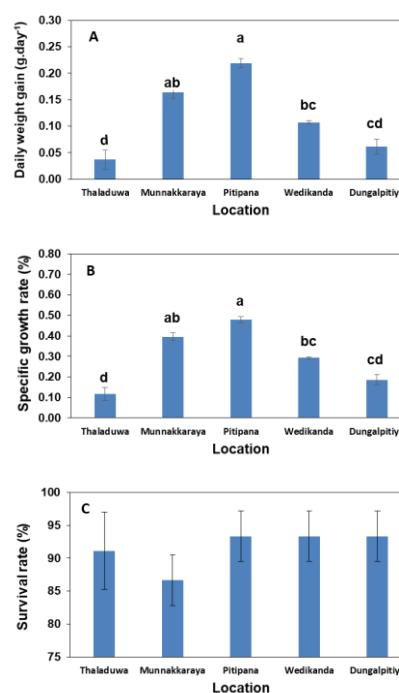 0.30
A
0.25
a
0.20
ab
0.15
bc
0.10
cd
d
0.05
0.00
Daily weight gain (g.day-1)
Thaladuwa Munnakkaraya Pitipana Wedikanda Dungalpitiy
Location
0.80
B
0.70
0.60
a
0.50
ab
0.40
bc
0.30
cd
0.20
d
0.10
0.00
Specific growth rate (%)
Thaladuwa Munnakkaraya Pitipana Wedikanda Dungalpitiy
Location
100
C
95
90
85
80
75
Survival rate (%)
Thaladuwa Munnakkaraya Pitipana Wedikanda Dungalpitiy
Location